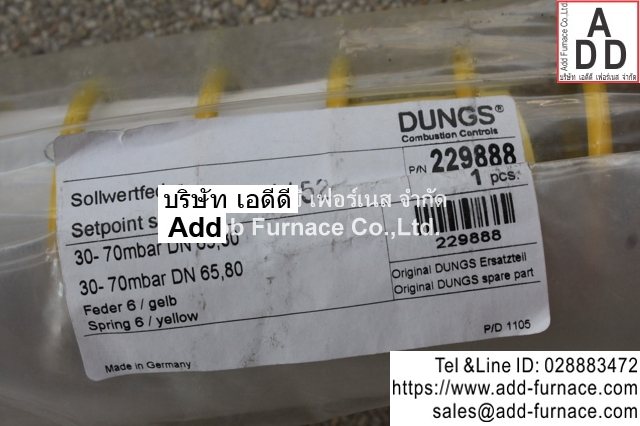 Add Furnace Co.,Ltd.
ADD
บริษัท เอดีดี เฟอร์เนส จำกัด
DUNGS®
Combustion Controls
P/N 229888
1 pcs.
บริษัท เอดีดี เฟอร์เนส จำกัด
Setpoint
Add Furnace Co.,Ltd.
30- 70mbar DN
30- 70mbar DN 65,80
Feder 6 / gelb
Spring 6 / yellow
229888
Original DUNGS Ersatzteil
Original DUNGS spare part
P/D 1105
Made in Germany
Tel &Line ID: 028883472
https://www.add-furnace.com
sales@add-furnace.com